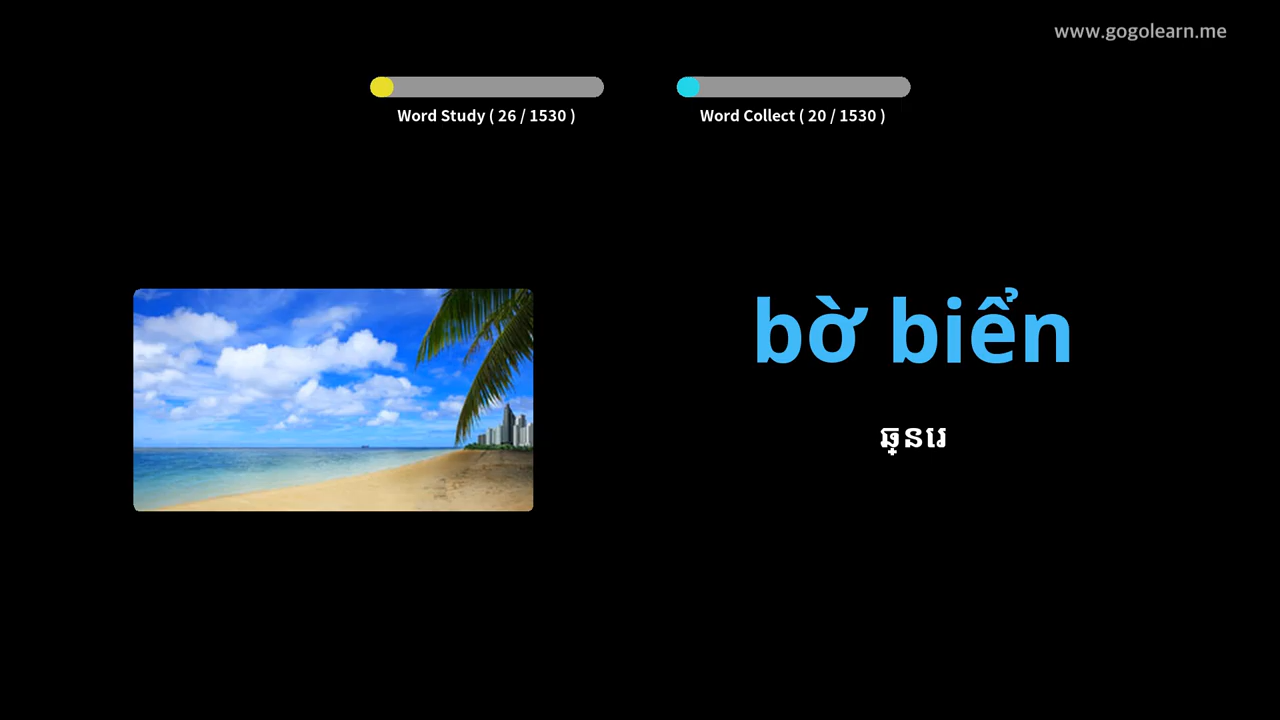 www.gogolearn.me
Word Study ( 26 / 1530 )
Word Collect ( 20 / 1530 )
bờ biển
ឆ្នេរ